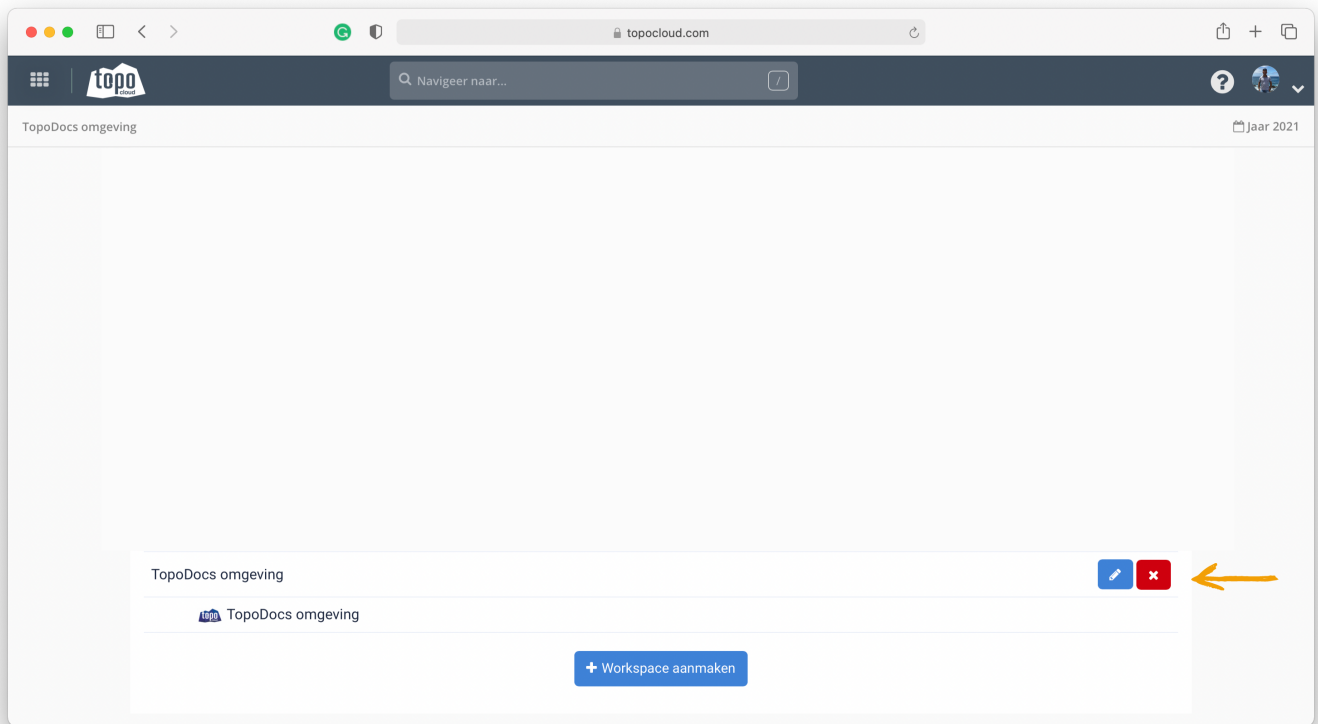 topocloud.com
topo
cloud
Navigeer naar...
/
?
TopoDocs omgeving
Jaar 2021
TopoDocs omgeving
topo
TopoDocs omgeving
Workspace aanmaken